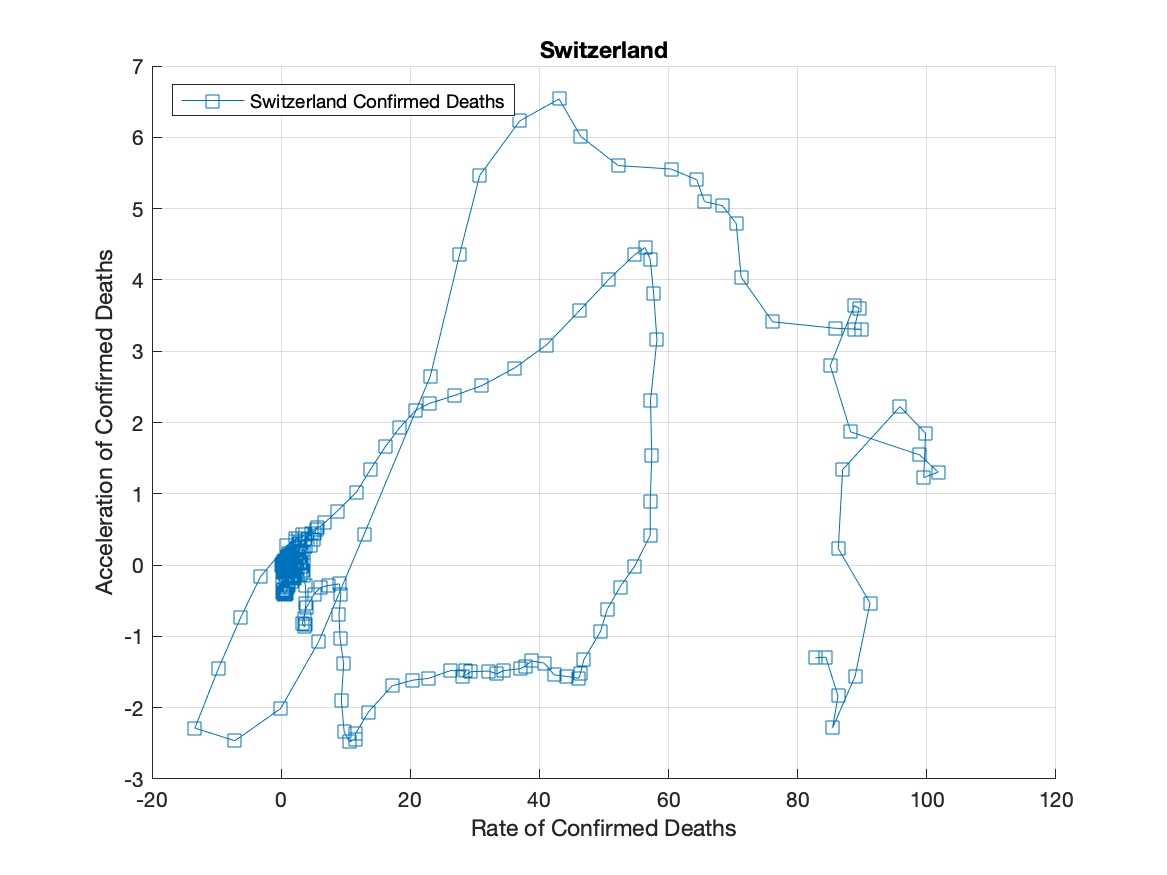 Switzerland
7
Switzerland Confirmed Deaths
6
5
4
3
2
1
0
-1
-2
-3
Acceleration of Confirmed Deaths
-20 0 20 40 60 80 100 120
Rate of Confirmed Deaths